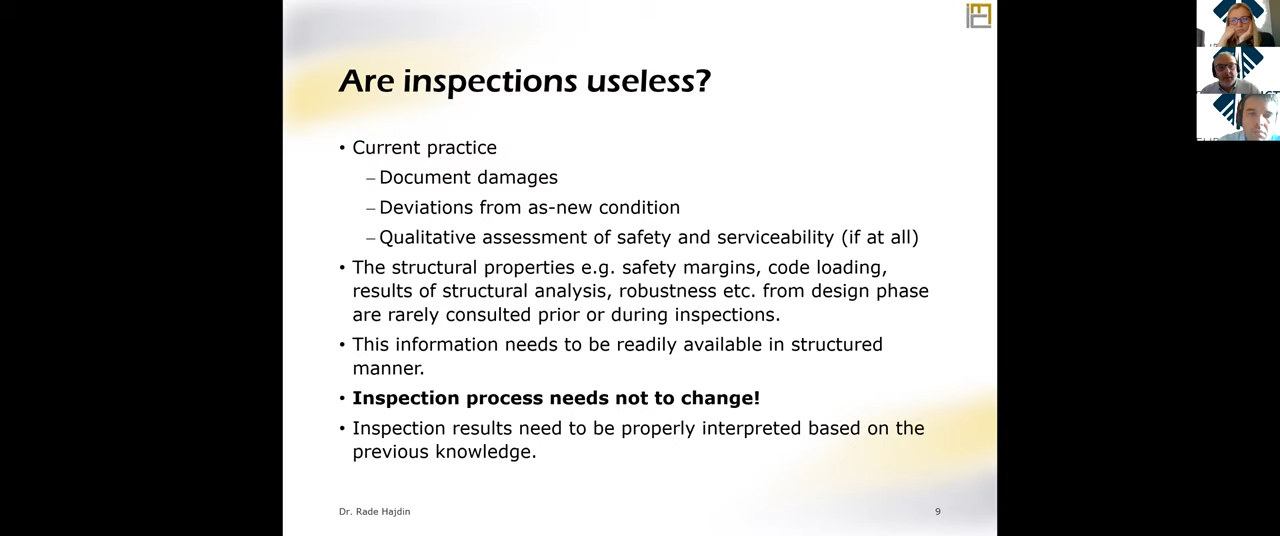 Are inspections useless?
• Current practice
– Document damages
– Deviations from as-new condition
– Qualitative assessment of safety and serviceability (if at all)
• The structural properties e.g. safety margins, code loading,
results of structural analysis, robustness etc. from design phase
are rarely consulted prior or during inspections.
• This information needs to be readily available in structured
manner.
• Inspection process needs not to change!
• Inspection results need to be properly interpreted based on the
previous knowledge.
Dr. Rade Hajdin
9